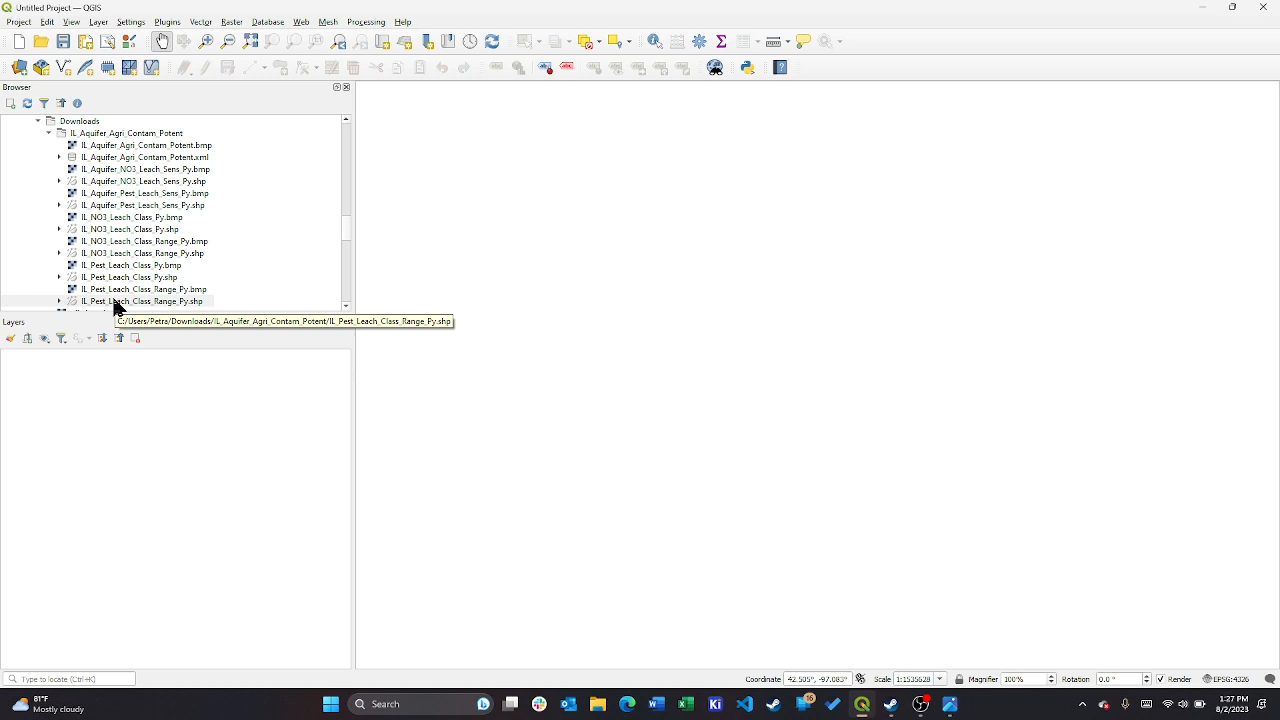 Untitled Project — QGIS
Project Edit View Layer Settings Plugins Vector Raster Database Web Mesh Processing Help
Browser
Downloads
IL_Aquifer_Agri_Contam_Potent
IL_Aquifer_Agri_Contam_Potent.bmp
IL_Aquifer_Agri_Contam_Potent.xml
IL_Aquifer_NO3_Leach_Sens_Py.bmp
IL_Aquifer_NO3_Leach_Sens_Py.shp
IL_Aquifer_Pest_Leach_Sens_Py.bmp
IL_Aquifer_Pest_Leach_Sens_Py.shp
IL_NO3_Leach_Class_Py.bmp
IL_NO3_Leach_Class_Py.shp
IL_NO3_Leach_Class_Range_Py.bmp
IL_NO3_Leach_Class_Range_Py.shp
IL_Pest_Leach_Class_Py.bmp
IL_Pest_Leach_Class_Py.shp
IL_Pest_Leach_Class_Range_Py.bmp
IL_Pest_Leach_Class_Range_Py.shp
Layers
C:/Users/Petra/Downloads/IL_Aquifer_Agri_Contam_Potent/IL_Pest_Leach_Class_Range_Py.shp
Type to locate (Ctrl+K)
Coordinate 42.505°, -97.083° Scale 1:1535628 Magnifier 100% Rotation 0.0 ° Render EPSG:4326
81°F
Mostly cloudy
Search
16
1:27 PM
8/2/2023